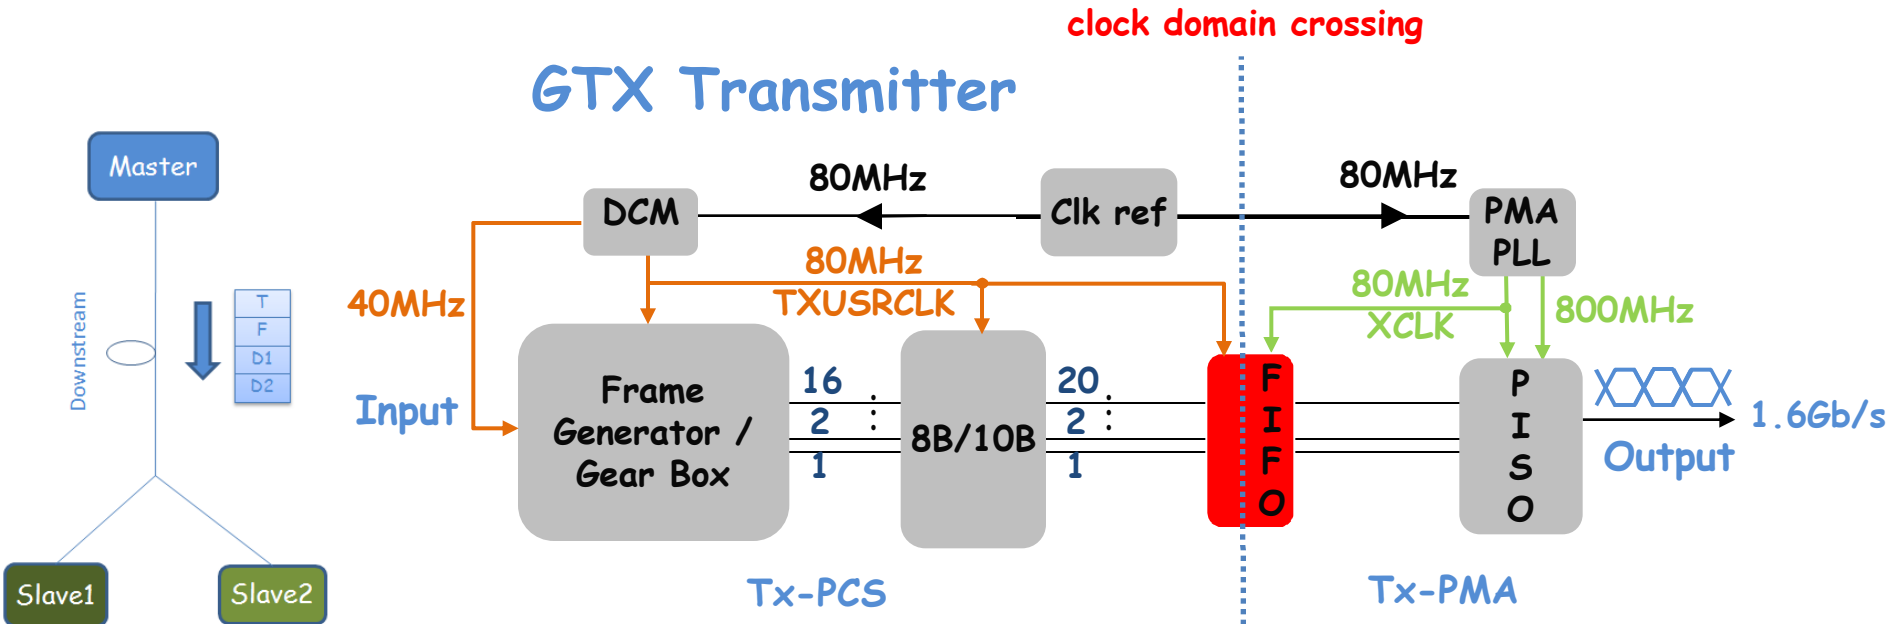 clock domain crossing
GTX Transmitter
Master
Downstream
T
F
D1
D2
Slave1
Slave2
80MHz
80MHz
DCM
Clk ref
PMA
PLL
40MHz
80MHz
TXUSRCLK
80MHz
XCLK
800MHz
Input
Frame
Generator /
Gear Box
16
2
1
8B/10B
20
2
1
F
I
F
O
P
I
S
O
1.6Gb/s
Output
Tx-PCS
Tx-PMA